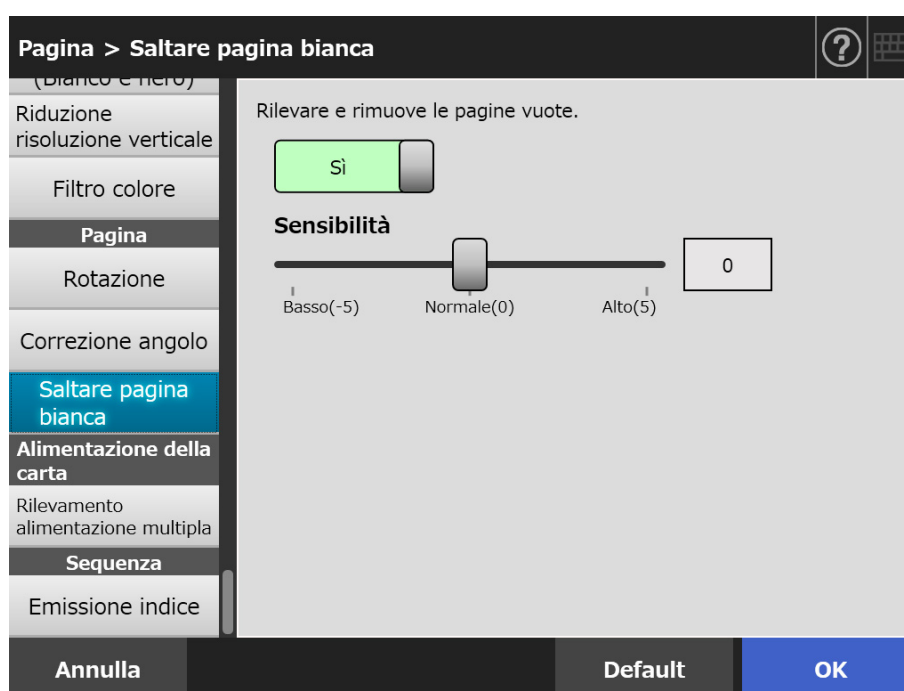 Pagina > Saltare pagina bianca
?
(Bianco e nero)
Riduzione
risoluzione verticale
Filtro colore
Pagina
Rotazione
Correzione angolo
Saltare pagina
bianca
Alimentazione della
carta
Rilevamento
alimentazione multipla
Sequenza
Emissione indice
Rilevare e rimuove le pagine vuote.
Sì
Sensibilità
0
Basso(-5) Normale(0) Alto(5)
Annulla Default OK